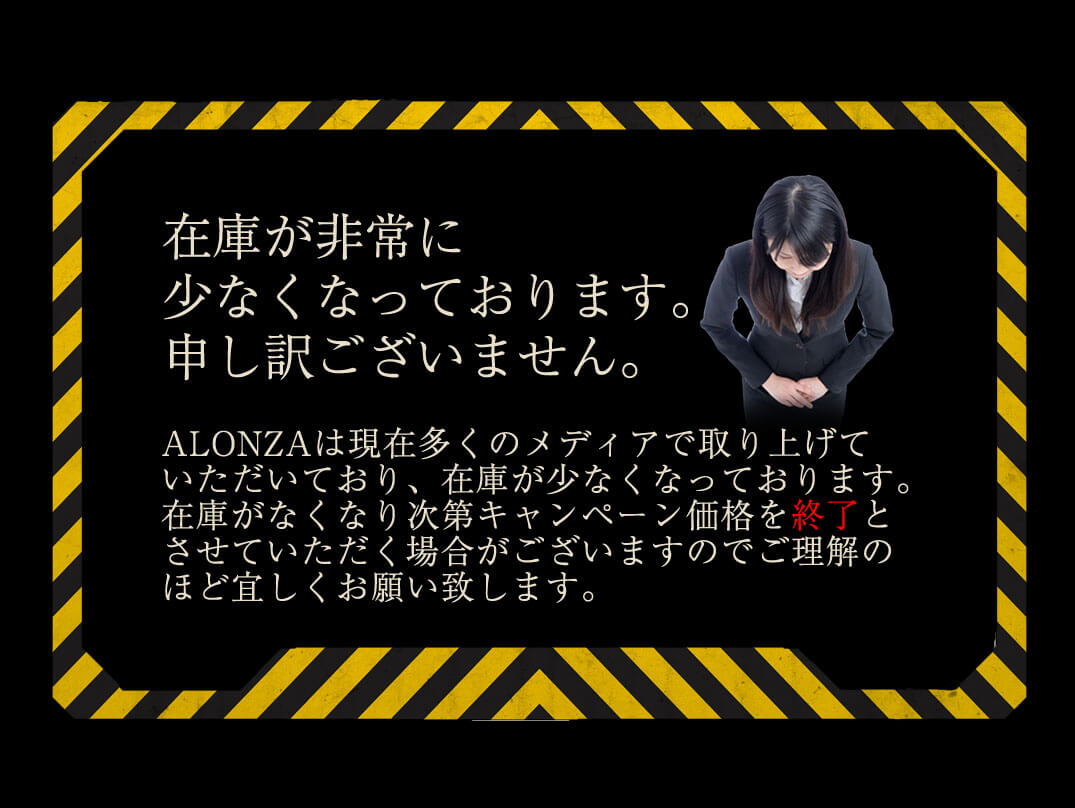 在庫が非常に
少なくなっております。
申し訳ございません。
ALONZAは現在多くのメディアで取り上げて
いただいており、在庫が少なくなっております。
在庫がなくなり次第キャンペーン価格を終了と
させていただく場合がございますのでご理解の
ほど宜しくお願い致します。